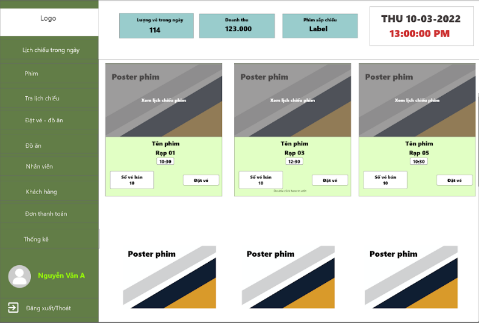 Logo
Lịch chiếu trong ngày
Phim
Tra lịch chiếu
Đặt vé - đồ ăn
Đồ ăn
Nhân viên
Khách hàng
Đơn thanh toán
Thống kê
Nguyễn Văn A
Đăng xuất/Thoát
Lượng vé trong ngày
114
Doanh thu
123.000
Phim sắp chiếu
Label
THU 10-03-2022
13:00:00 PM
Poster phim
Xem lịch chiếu phim
Tên phim
Rạp 01
10:00
Số vé bán
10
Đặt vé
Poster phim
Xem lịch chiếu phim
Tên phim
Rạp 03
Số vé bán
Đặt vé
Poster phim
Xem lịch chiếu phim
Tên phim
Rạp 05
10:30
Số vé bán
10
Đặt vé
Poster phim
Poster phim
Poster phim